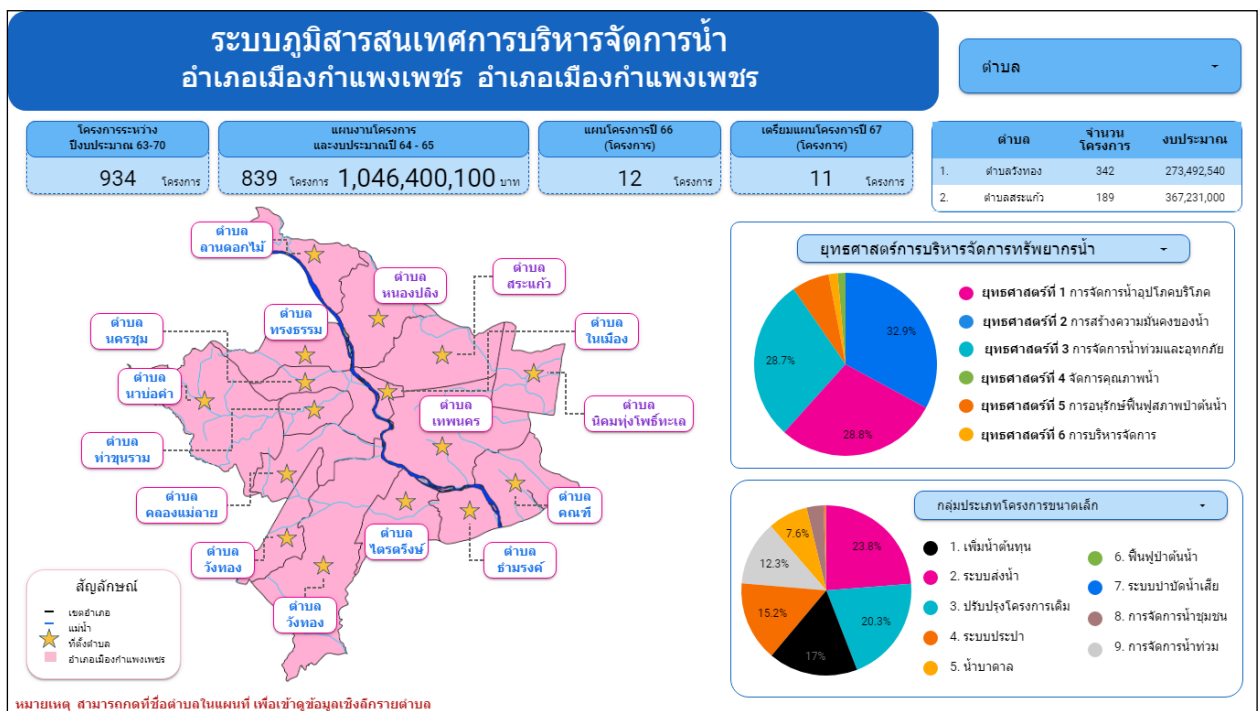 ระบบภูมิสารสนเทศการบริหารจัดการน้ำ
อำเภอเมืองกำแพงเพชร อำเภอเมืองกำแพงเพชร
ตำบล
โครงการระหว่าง
ปีงบประมาณ 63-70
934 โครงการ
แผนงานโครงการ
และงบประมาณปี 64 - 65
839 โครงการ 1,046,400,100 บาท
แผนโครงการปี 66
(โครงการ)
12 โครงการ
เตรียมแผนโครงการปี 67
(โครงการ)
11 โครงการ
ตำบล จำนวน โครงการ งบประมาณ
1. ตำบลวังทอง 342 273,492,540
2. ตำบลสระแก้ว 189 367,231,000
ตำบล
ลานดอกไม้
ตำบล
หนองปลิง
ตำบล
สระแก้ว
ตำบล
นครชุม
ตำบล
ทรงธรรม
ตำบล
ในเมือง
ตำบล
นาบ่อคำ
ตำบล
เทพนคร
ตำบล
นิคมทุ่งโพธิ์ทะเล
ตำบล
ท่าขุนราม
ตำบล
คลองแม่ลาย
ตำบล
คณฑี
ตำบล
วังทอง
ตำบล
ไตรตรึงษ์
ตำบล
ธำมรงค์
ตำบล
วังทอง
สัญลักษณ์
เขตอำเภอ
แม่น้ำ
ที่ตั้งตำบล
อำเภอเมืองกำแพงเพชร
หมายเหตุ สามารถกดที่ชื่อตำบลในแผนที่ เพื่อเข้าดูข้อมูลเชิงลึกรายตำบล
ยุทธศาสตร์การบริหารจัดการทรัพยากรน้ำ
32.9%
28.8%
28.7%
ยุทธศาสตร์ที่ 1 การจัดการน้ำอุปโภคบริโภค
ยุทธศาสตร์ที่ 2 การสร้างความมั่นคงของน้ำ
ยุทธศาสตร์ที่ 3 การจัดการน้ำท่วมและอุทกภัย
ยุทธศาสตร์ที่ 4 จัดการคุณภาพน้ำ
ยุทธศาสตร์ที่ 5 การอนุรักษ์ฟื้นฟูสภาพป่าต้นน้ำ
ยุทธศาสตร์ที่ 6 การบริหารจัดการ
กลุ่มประเภทโครงการขนาดเล็ก
23.8%
20.3%
17%
15.2%
12.3%
7.6%
1. เพิ่มน้ำต้นทุน
2. ระบบส่งน้ำ
3. ปรับปรุงโครงการเดิม
4. ระบบประปา
5. น้ำบาดาล
6. ฟื้นฟูป่าต้นน้ำ
7. ระบบบำบัดน้ำเสีย
8. การจัดการน้ำชุมชน
9. การจัดการน้ำท่วม